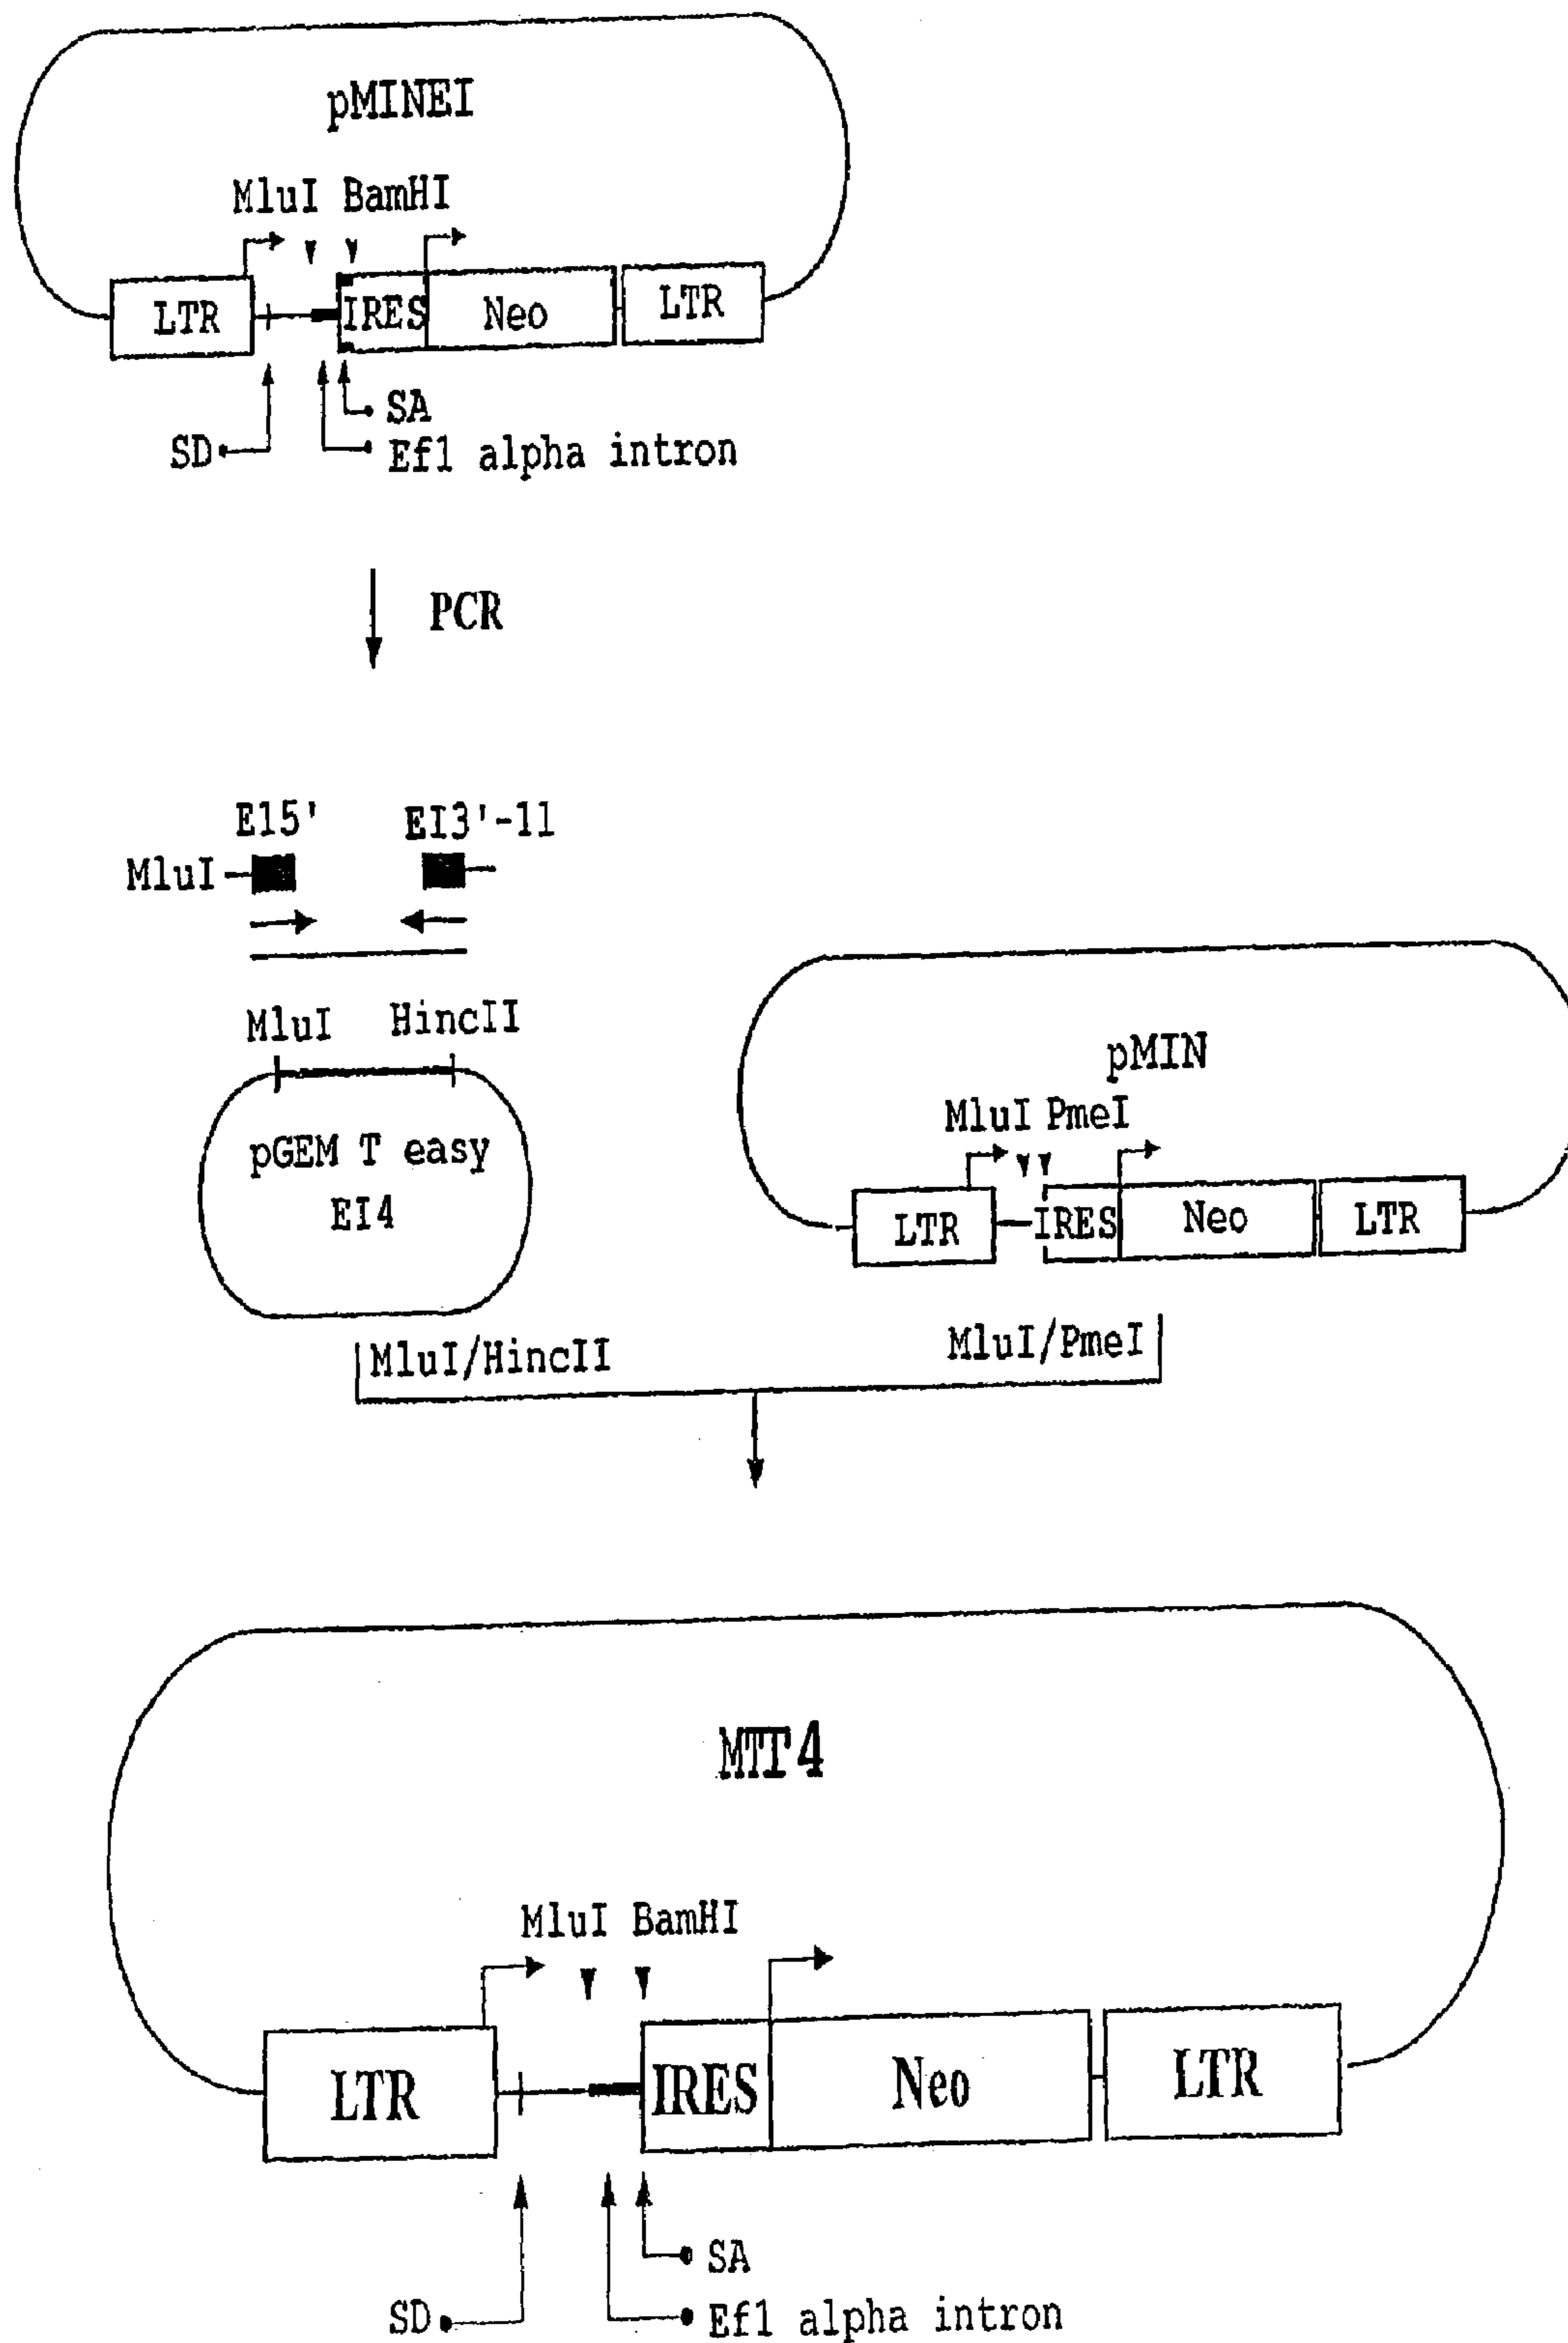 pMINEI
MluI BamHI
LTR
IRES
Neo
LTR
SA
SD
Ef1 alpha intron
PCR
E15' EI3'-11
MluI
MluI HincII
pGEM T easy
EI4
pMIN
MluI PmeI
LTR
IRES
Neo
LTR
MluI/HincII
MluI/PmeI
MTT4
MluI BamHI
LTR
IRES
Neo
LTR
SA
SD
Ef1 alpha intron